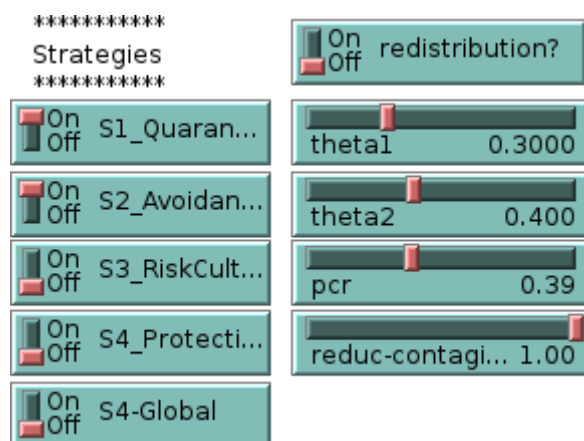 ***********
Strategies
***********
On
Off
S1_Quaran...
On
Off
S2_Avoidan...
On
Off
S3_RiskCult...
On
Off
S4_Protecti...
On
Off
S4-Global
On
Off
redistribution?
theta1 0.3000
theta2 0.400
pcr 0.39
reduc-contagi... 1.00